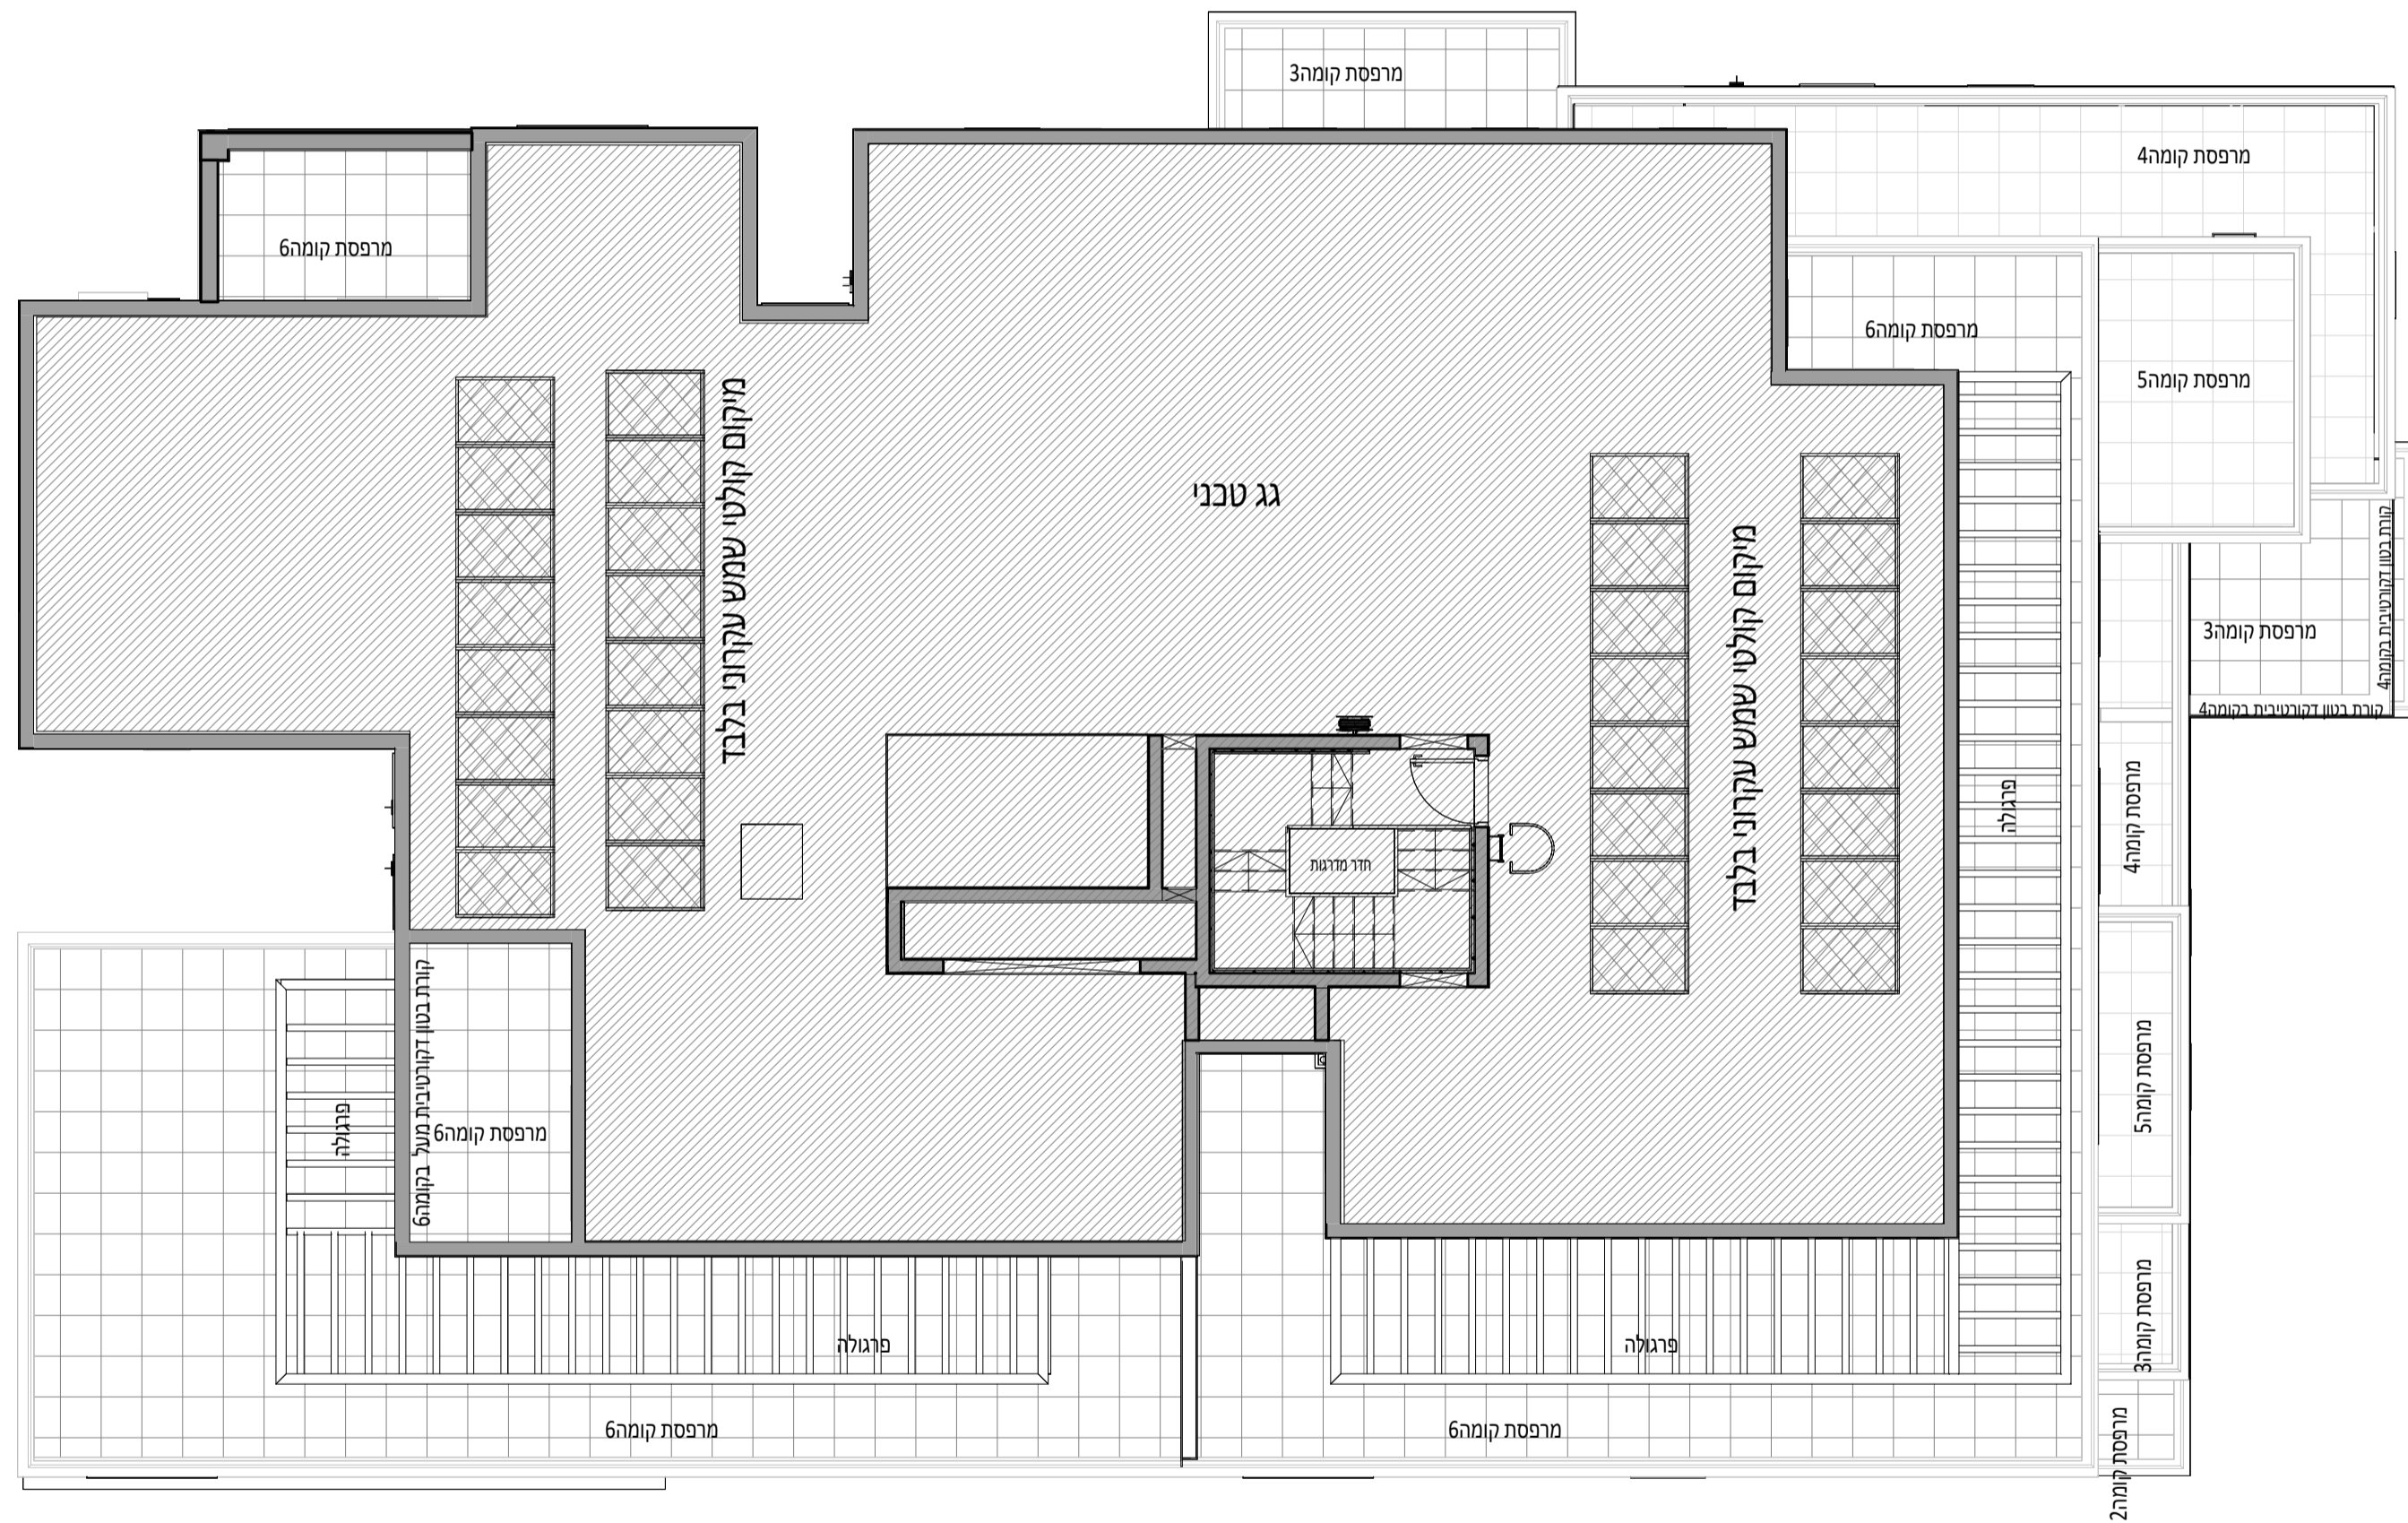 מרפסת קומה3
מרפסת קומה4
מרפסת קומה6
מרפסת קומה6
מרפסת קומה5
מיקום קולטי שמש עקרוני בלבד
גג טכני
מיקום קולטי שמש עקרוני בלבד
קורת בטון דקורטיבית בקומה4
מרפסת קומה3
קורת בטון דקורטיבית בקומה4
פרגולה
מרפסת קומה4
חדר מדרגות
קורת בטון דקורטיבית מעל בקומה6
מרפסת קומה6
פרגולה
מרפסת קומה5
מרפסת קומה3
פרגולה
פרגולה
מרפסת קומה6
מרפסת קומה6
מרפסת קומה2